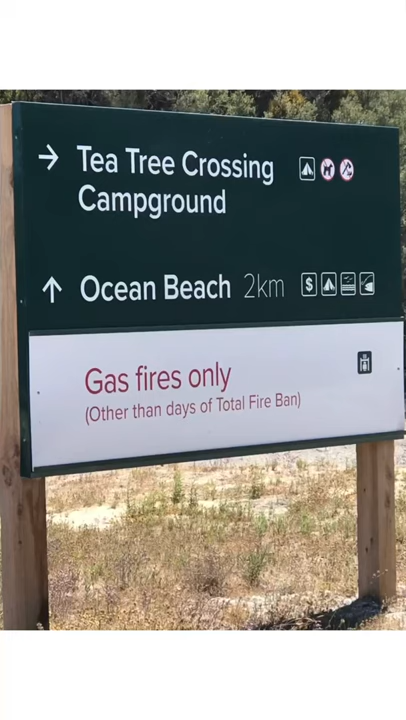 → Tea Tree Crossing
Campground
↑ Ocean Beach 2km $
Gas fires only
(Other than days of Total Fire Ban)